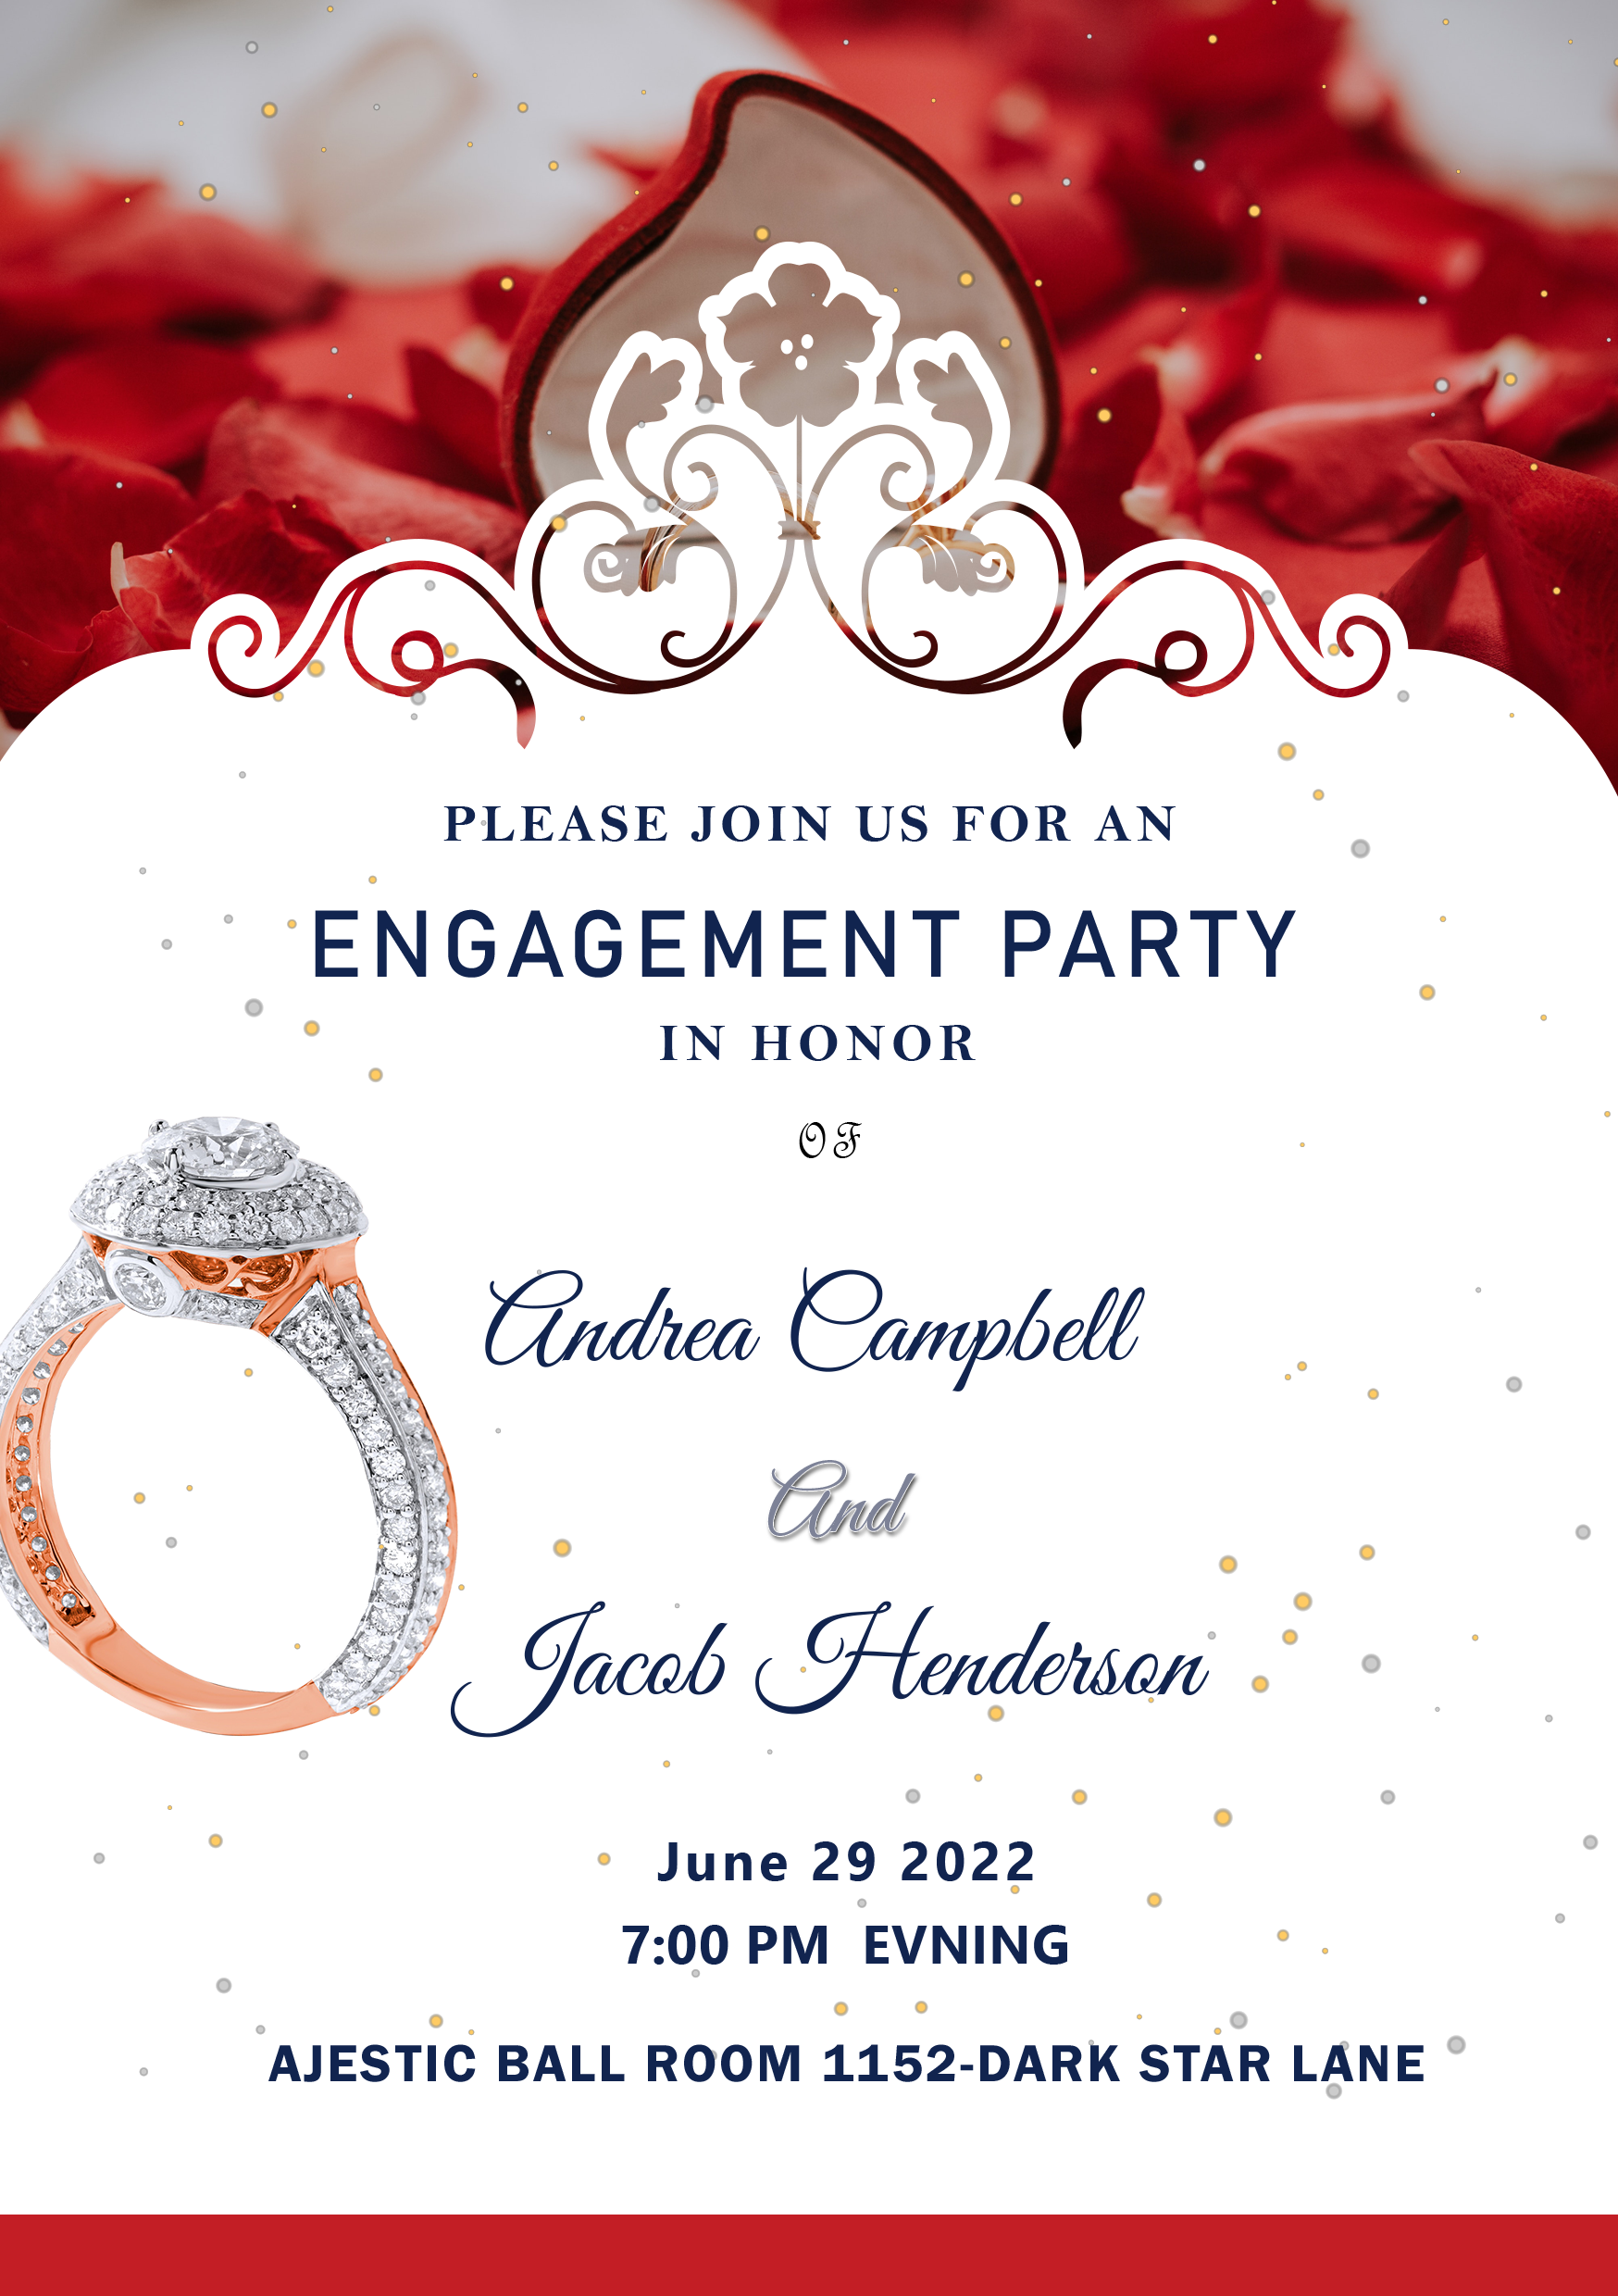 PLEASE JOIN US FOR AN
ENGAGEMENT PARTY
IN HONOR
OF
Andrea Campbell
And
Jacob Henderson
June 29 2022
7:00 PM EVNING
AJESTIC BALL ROOM 1152-DARK STAR LANE